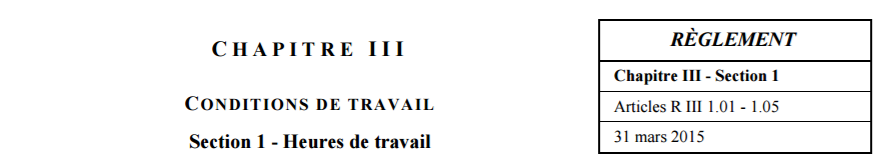 CHAPITRE III
CONDITIONS DE TRAVAIL
Section 1 - Heures de travail
RÈGLEMENT
Chapitre III - Section 1
Articles R III 1.01 - 1.05
31 mars 2015